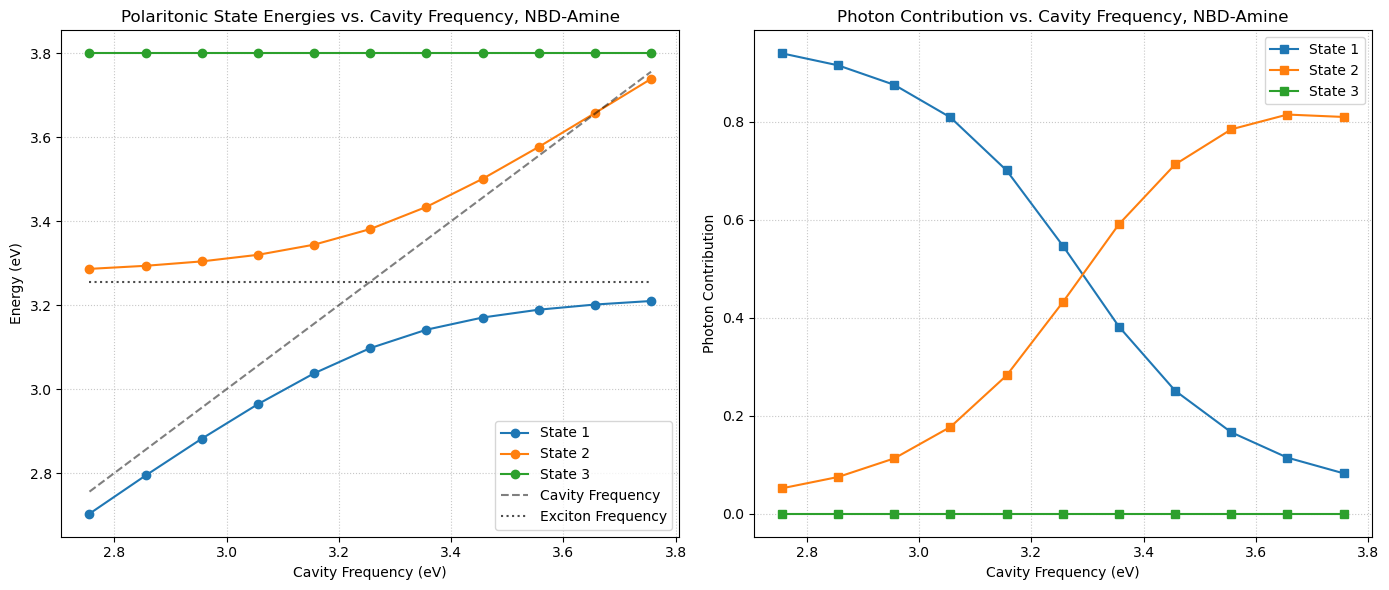 Polaritonic State Energies vs. Cavity Frequency, NBD-Amine
Energy (eV)
3.8
3.6
3.4
3.2
3.0
2.8
State 1
State 2
State 3
Cavity Frequency
Exciton Frequency
2.8 3.0 3.2 3.4 3.6 3.8
Cavity Frequency (eV)
Photon Contribution vs. Cavity Frequency, NBD-Amine
Photon Contribution
0.8
0.6
0.4
0.2
0.0
State 1
State 2
State 3
2.8 3.0 3.2 3.4 3.6 3.8
Cavity Frequency (eV)